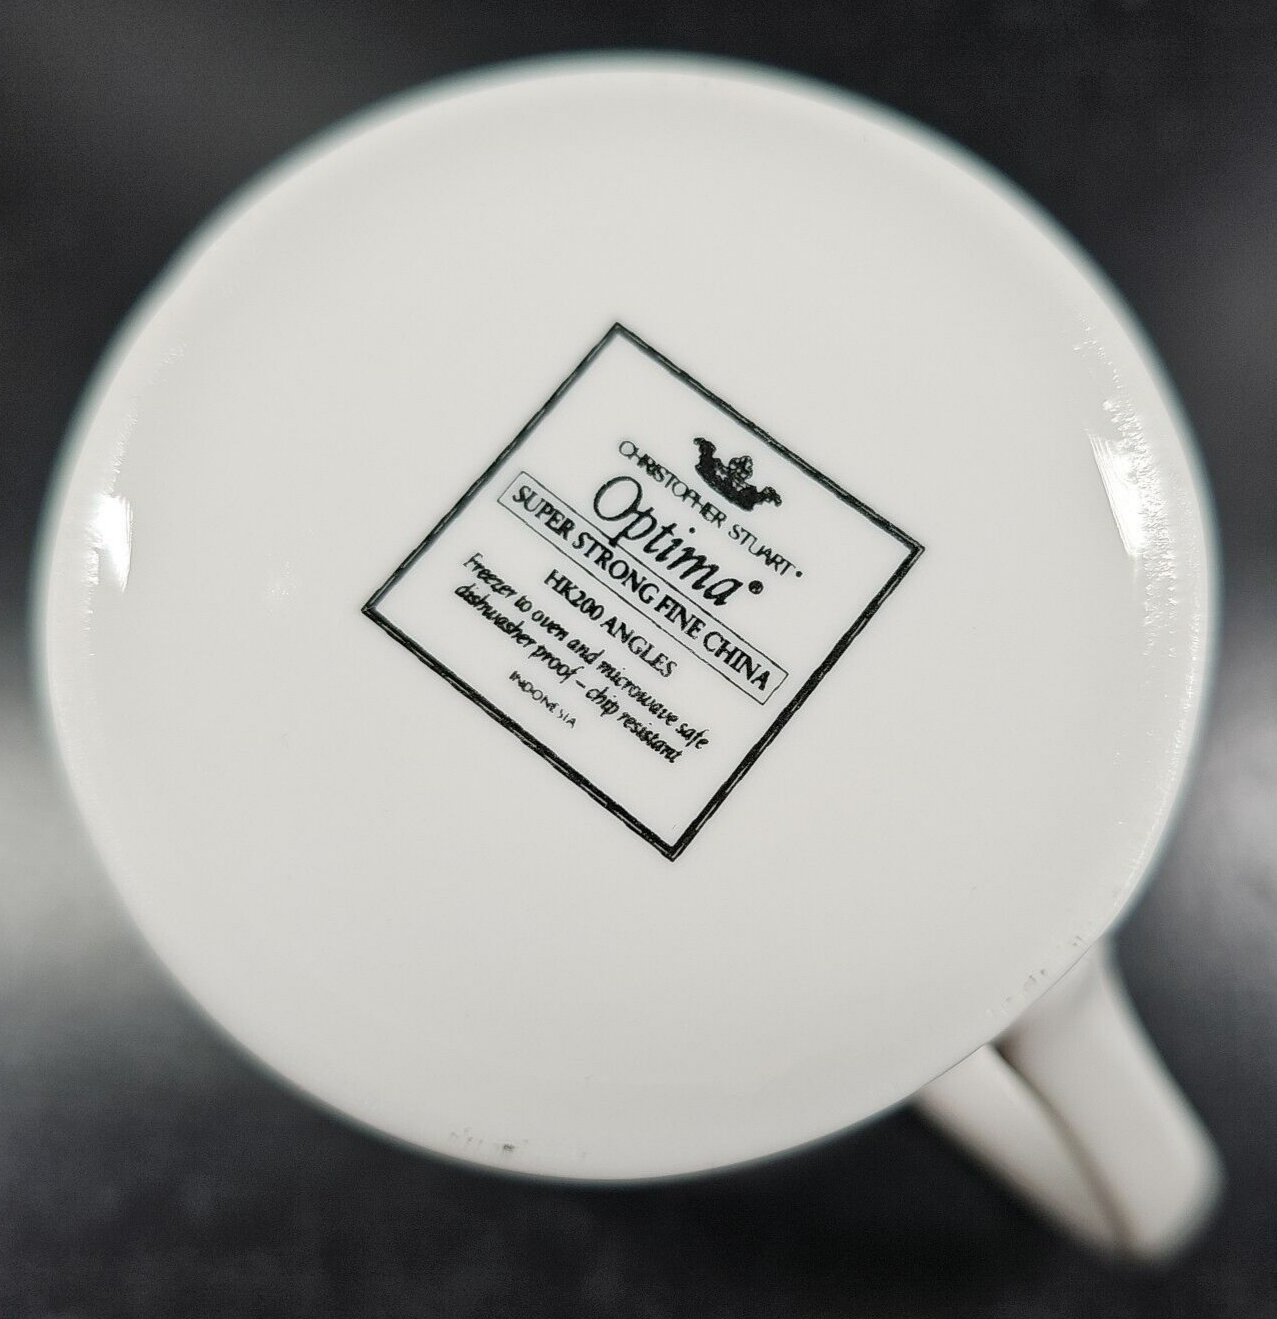 CHRISTOPHER STUART®
Optima®
SUPER STRONG FINE CHINA
HK200 ANGLES
Freezer to oven and microwave safe
dishwasher proof – chip resistant
INDONESIA